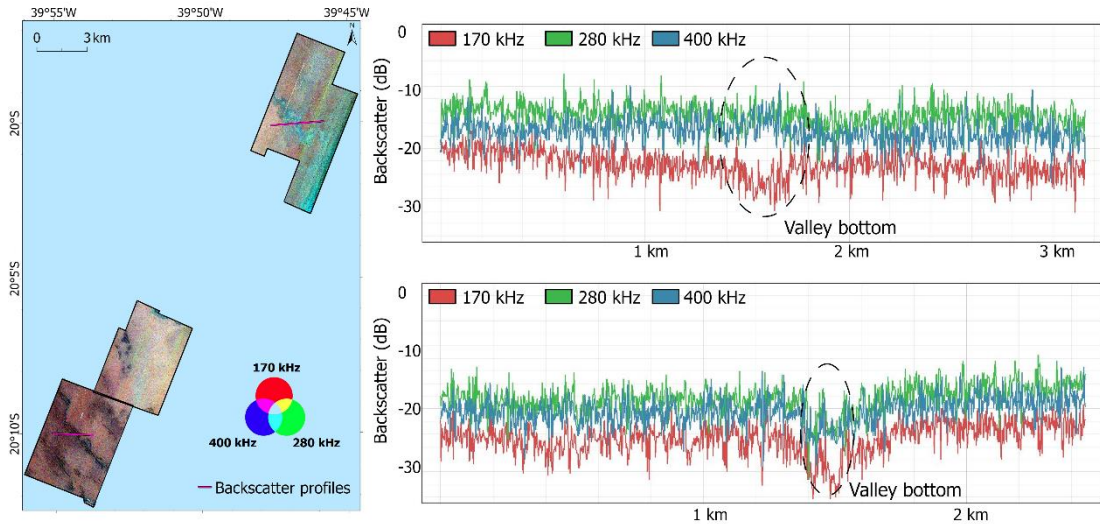 39°55'W 39°50'W 39°45'W
N
0 3 km
20°S
20°5'S
20°10'S
170 kHz
400 kHz 280 kHz
Backscatter profiles
0 170 kHz 280 kHz 400 kHz
-10
-20
-30
Backscatter (dB)
Valley bottom
1 km 2 km 3 km
0 170 kHz 280 kHz 400 kHz
-10
-20
-30
Backscatter (dB)
Valley bottom
1 km 2 km